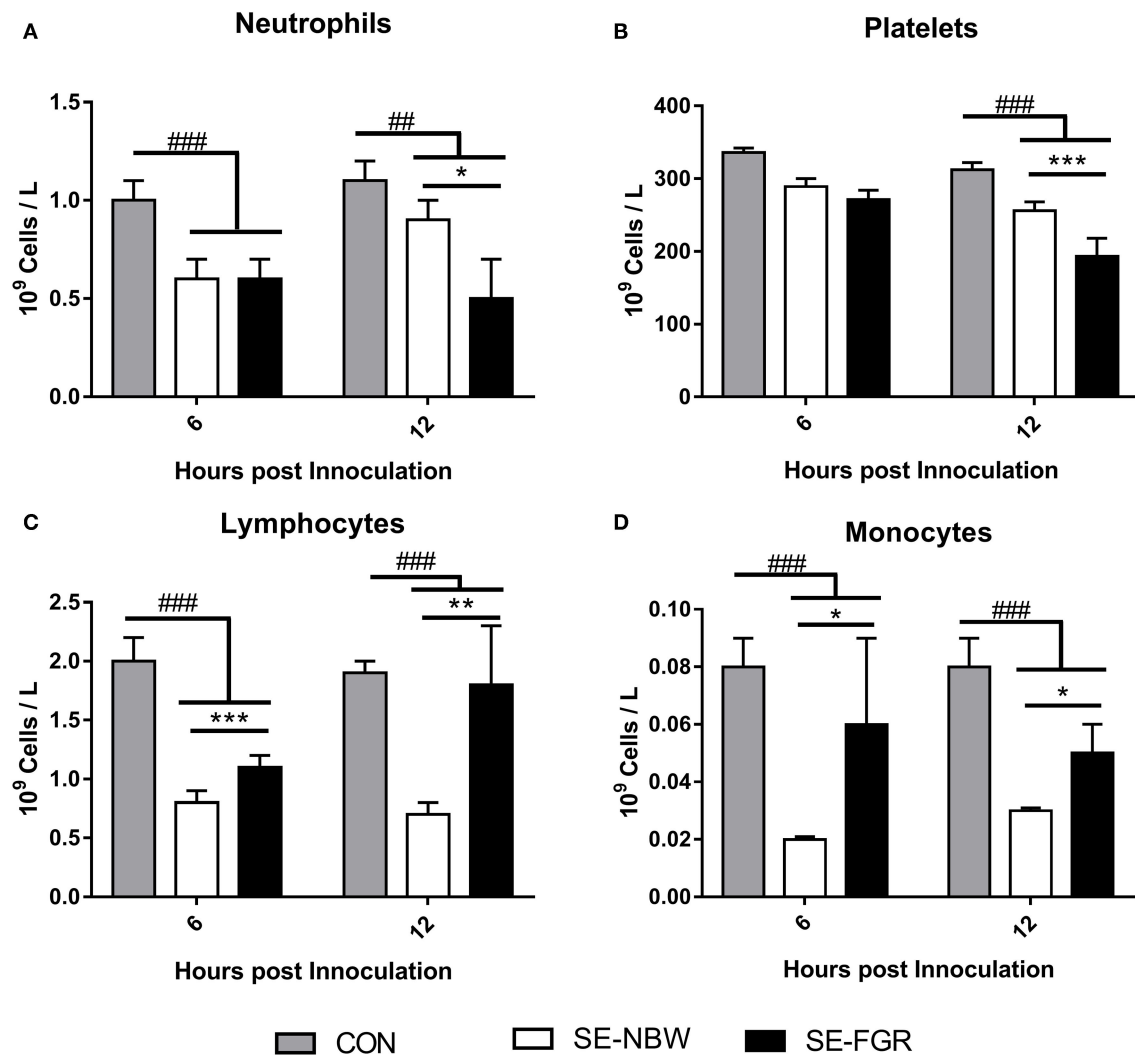 A
Neutrophils
10⁹ Cells / L
1.5
1.0
0.5
0.0
###
##
*
6
12
Hours post Innoculation
B
Platelets
10⁹ Cells / L
400
300
200
100
0
###
***
6
12
Hours post Innoculation
C
Lymphocytes
10⁹ Cells / L
2.5
2.0
1.5
1.0
0.5
0.0
###
***
###
**
6
12
Hours post Innoculation
D
Monocytes
10⁹ Cells / L
0.10
0.08
0.06
0.04
0.02
0.00
###
*
###
*
6
12
Hours post Innoculation
CON
SE-NBW
SE-FGR